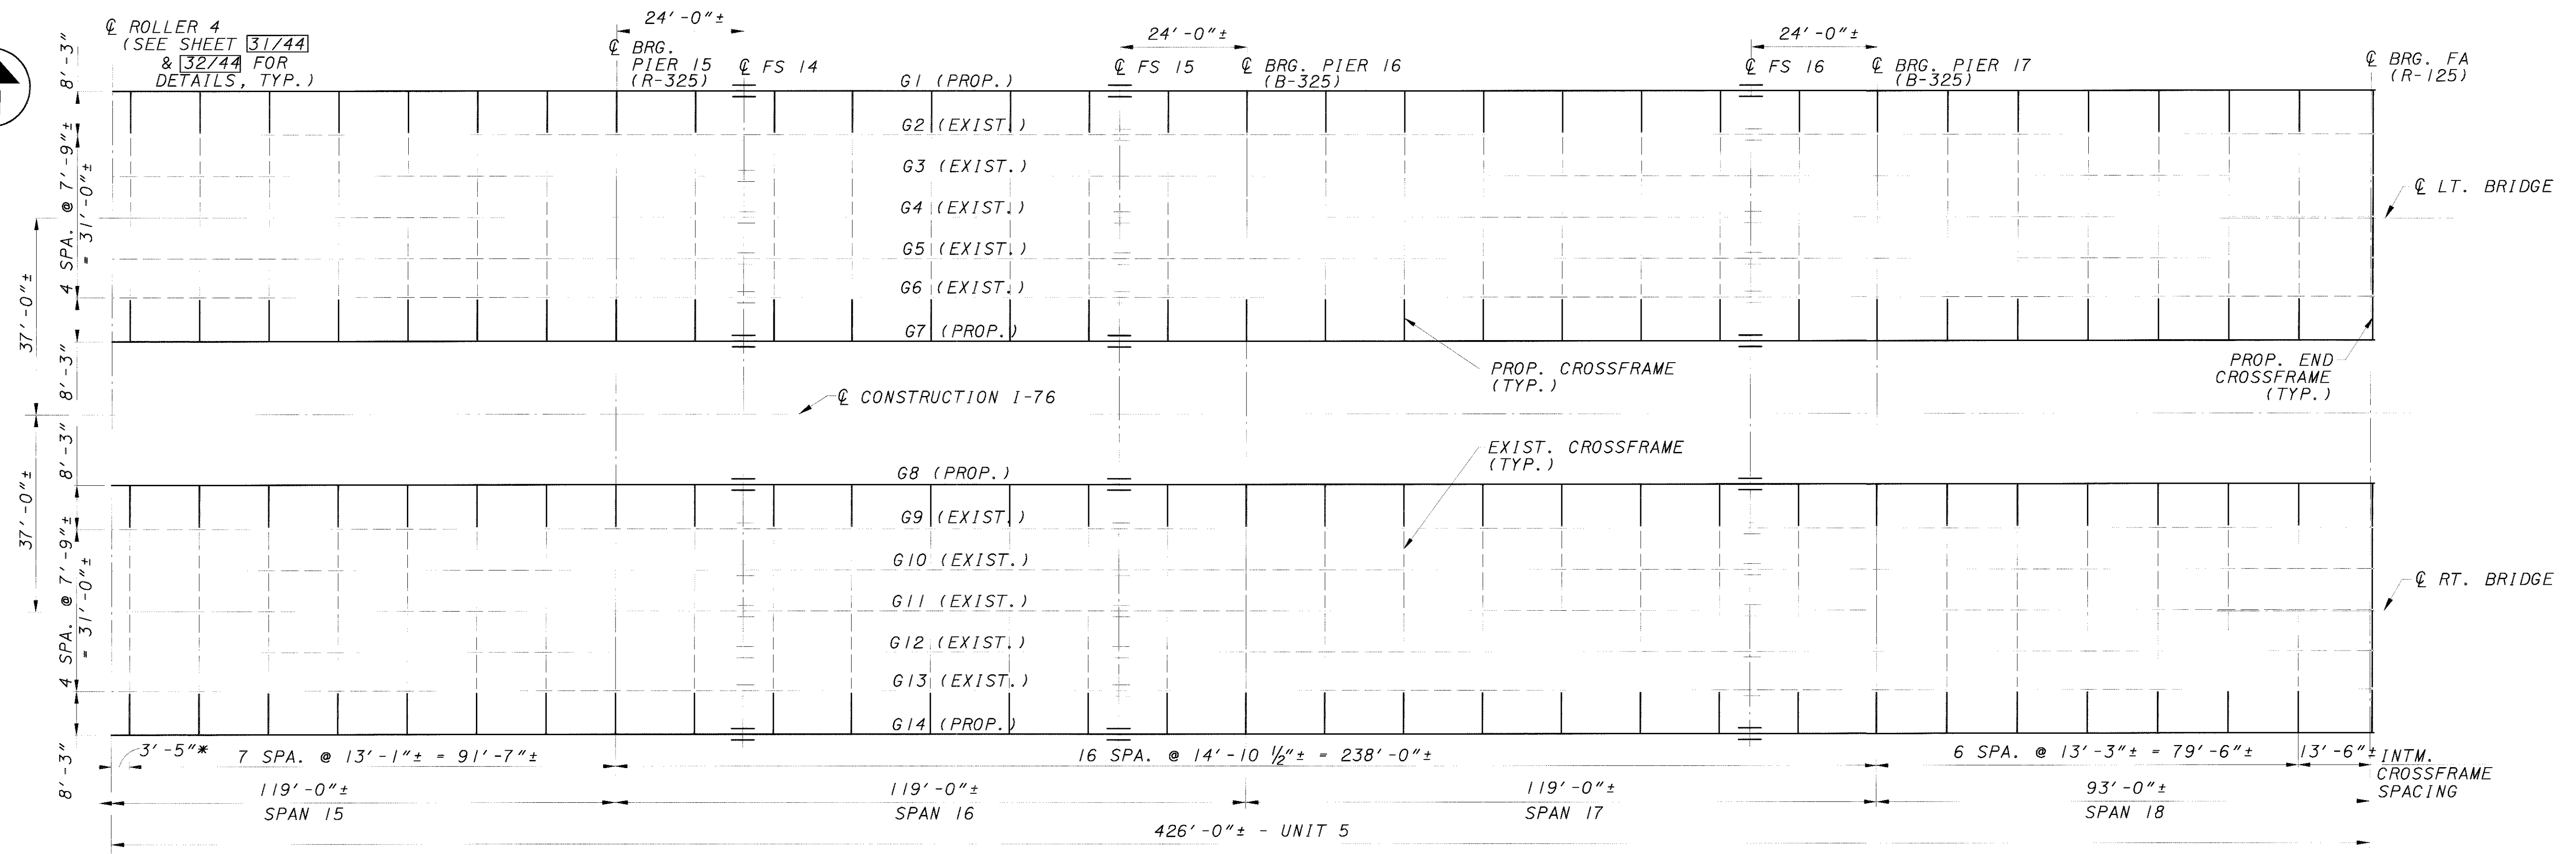 ℄ ROLLER 4
(SEE SHEET 31/44
& 32/44 FOR
DETAILS, TYP.)
24'-0"±
℄ BRG.
PIER 15
(R-325)
℄ FS 14
24'-0"±
℄ FS 15
℄ BRG. PIER 16
(B-325)
24'-0"±
℄ FS 16
℄ BRG. PIER 17
(B-325)
℄ BRG. FA
(R-125)
8'-3"
4 SPA. @ 7'-9"±
= 31'-0"±
37'-0"±
8'-3"
G1 (PROP.)
G2 (EXIST.)
G3 (EXIST.)
G4 (EXIST.)
G5 (EXIST.)
G6 (EXIST.)
G7 (PROP.)
℄ LT. BRIDGE
PROP. CROSSFRAME
(TYP.)
PROP. END
CROSSFRAME
(TYP.)
℄ CONSTRUCTION I-76
EXIST. CROSSFRAME
(TYP.)
8'-3"
37'-0"±
4 SPA. @ 7'-9"±
= 31'-0"±
8'-3"
G8 (PROP.)
G9 (EXIST.)
G10 (EXIST.)
G11 (EXIST.)
G12 (EXIST.)
G13 (EXIST.)
G14 (PROP.)
℄ RT. BRIDGE
3'-5"*
7 SPA. @ 13'-1"± = 91'-7"±
16 SPA. @ 14'-10 ½"± = 238'-0"±
6 SPA. @ 13'-3"± = 79'-6"±
13'-6"±
INTM.
CROSSFRAME
SPACING
119'-0"±
SPAN 15
119'-0"±
SPAN 16
119'-0"±
SPAN 17
93'-0"±
SPAN 18
426'-0"± - UNIT 5